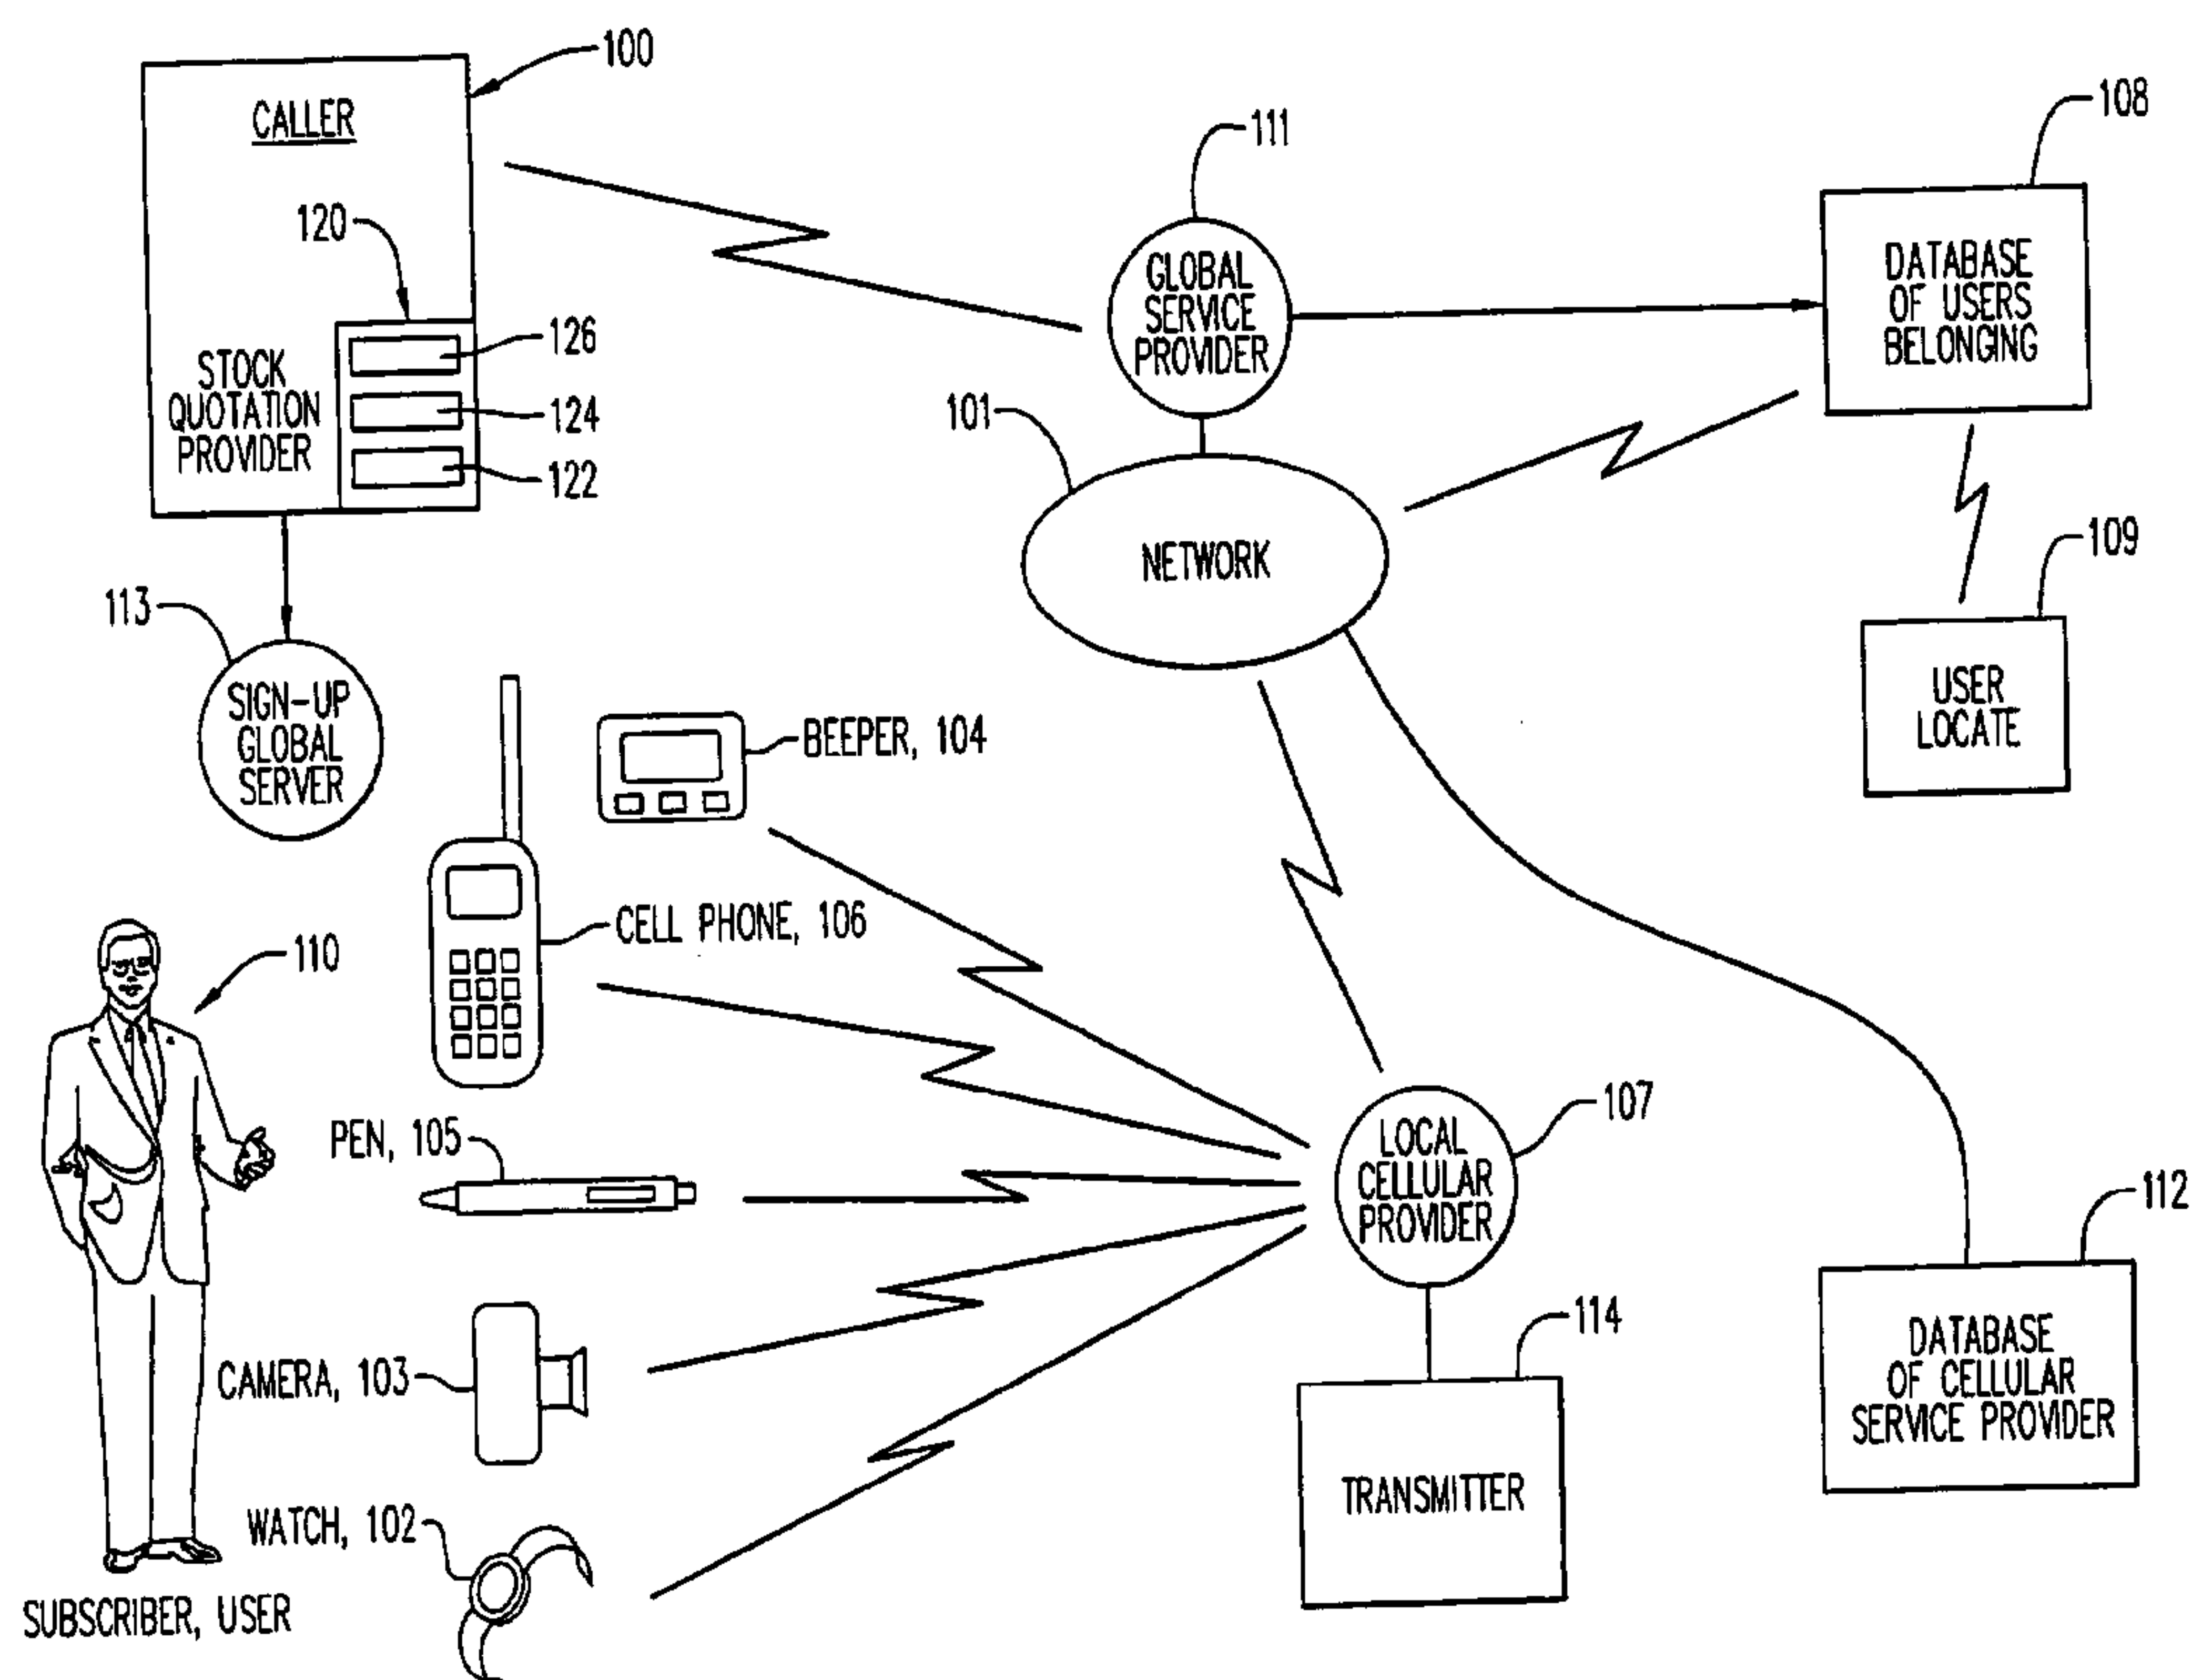 100
CALLER
120
126
124
122
STOCK
QUOTATION
PROVIDER
113
SIGN-UP
GLOBAL
SERVER
111
GLOBAL
SERVICE
PROVIDER
101
NETWORK
108
DATABASE
OF USERS
BELONGING
109
USER
LOCATE
BEEPER, 104
CELL PHONE, 106
110
PEN, 105
CAMERA, 103
WATCH, 102
SUBSCRIBER, USER
107
LOCAL
CELLULAR
PROVIDER
114
TRANSMITTER
112
DATABASE
OF CELLULAR
SERVICE PROVIDER